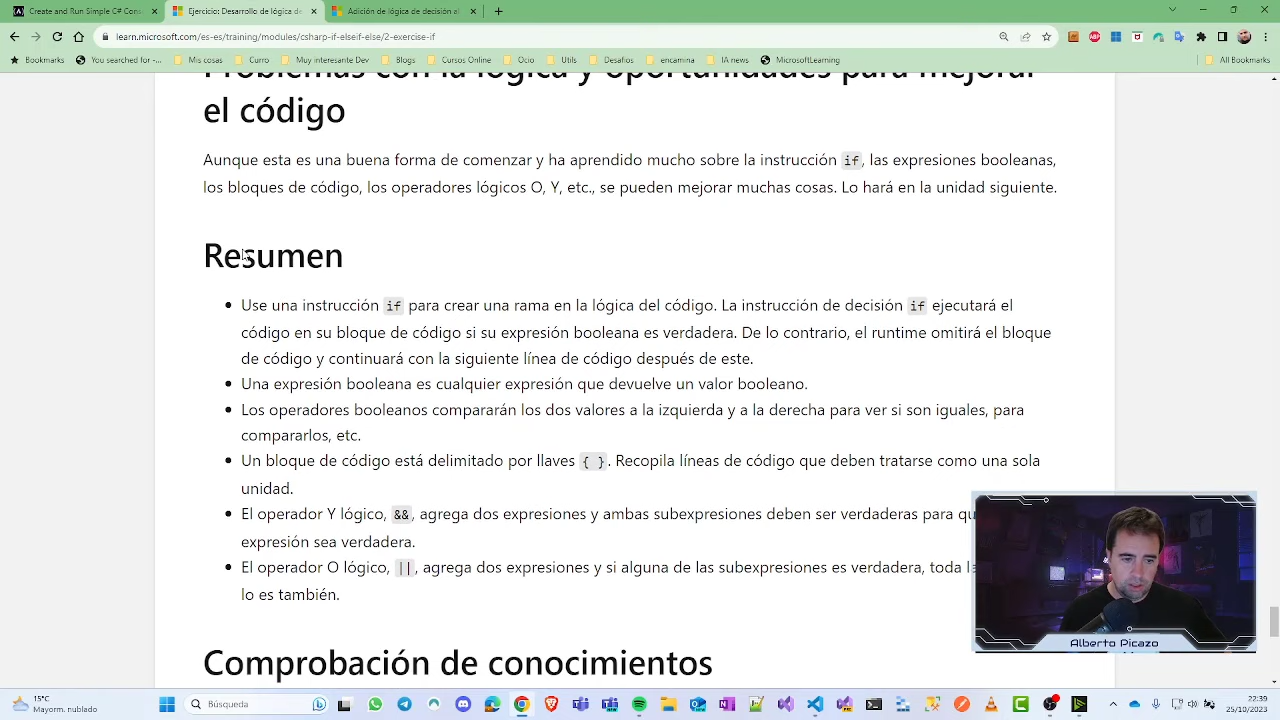 Create and Run Simple C# Cons
Ejercicio: Desarrollo de lógica de
Adición de lógica de decisión al
learn.microsoft.com/es-es/training/modules/csharp-if-elseif-else/2-exercise-if
Bookmarks
You searched for -...
Mis cosas
Curro
Muy interesante Dev
Blogs
Cursos Online
Ocio
Utils
Desafios
encamina
IA news
MicrosoftLearning
All Bookmarks
Problemas con la lógica y oportunidades para mejorar
el código
Aunque esta es una buena forma de comenzar y ha aprendido mucho sobre la instrucción if, las expresiones booleanas,
los bloques de código, los operadores lógicos O, Y, etc., se pueden mejorar muchas cosas. Lo hará en la unidad siguiente.
Resumen
Use una instrucción if para crear una rama en la lógica del código. La instrucción de decisión if ejecutará el
código en su bloque de código si su expresión booleana es verdadera. De lo contrario, el runtime omitirá el bloque
de código y continuará con la siguiente línea de código después de este.
Una expresión booleana es cualquier expresión que devuelve un valor booleano.
Los operadores booleanos compararán los dos valores a la izquierda y a la derecha para ver si son iguales, para
compararlos, etc.
Un bloque de código está delimitado por llaves { }. Recopila líneas de código que deben tratarse como una sola
unidad.
El operador Y lógico, &&, agrega dos expresiones y ambas subexpresiones deben ser verdaderas para
expresión sea verdadera.
El operador O lógico, ||, agrega dos expresiones y si alguna de las subexpresiones es verdadera, toda
lo es también.
Comprobación de conocimientos
Alberto Picazo
15°C
Mayorm. nublado
Búsqueda
22:39
25/10/2023